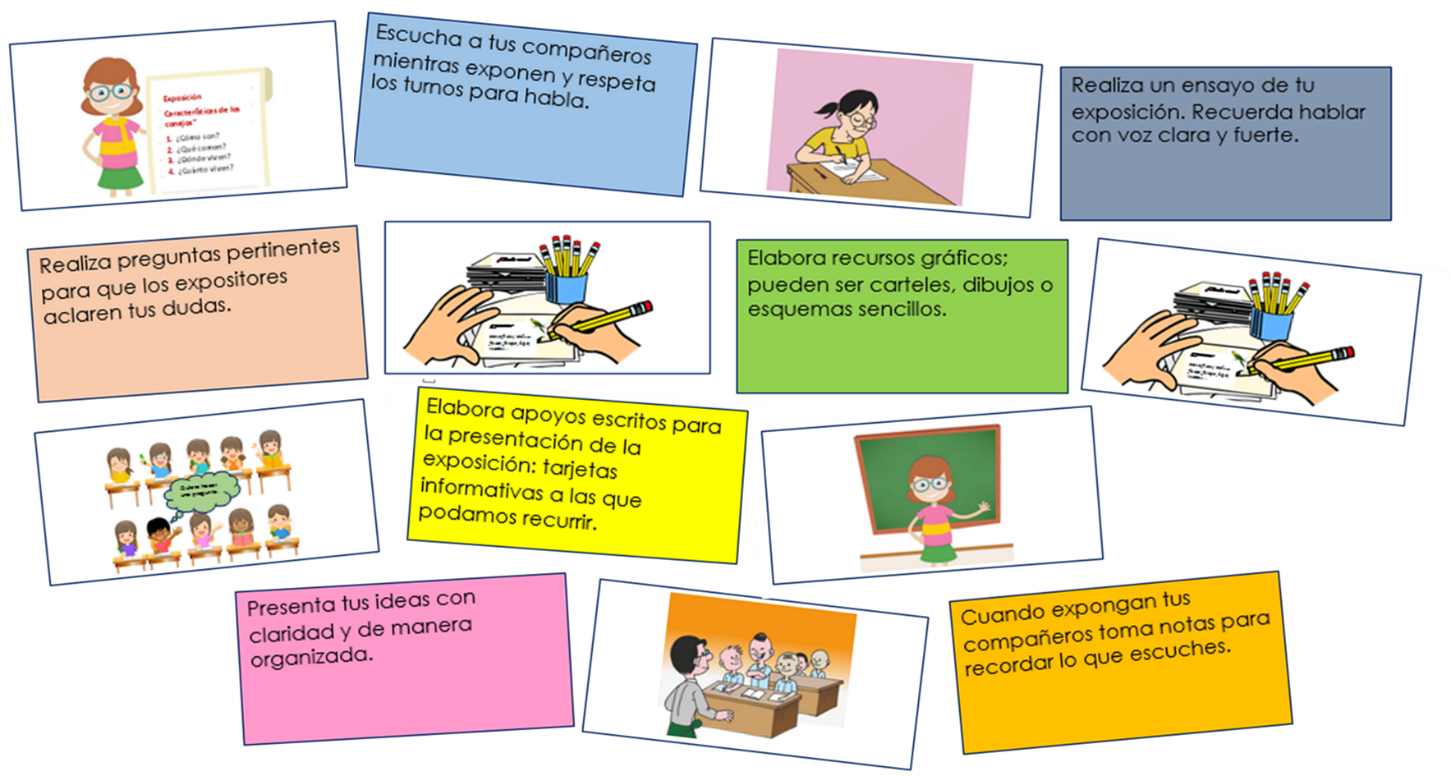 Exposición
Características de los
conejos"
1. ¿Cómo son?
2. ¿Qué comen?
3. ¿Dónde viven?
4. ¿Cuánto viven?
Escucha a tus compañeros
mientras exponen y respeta
los turnos para habla.
Realiza un ensayo de tu
exposición. Recuerda hablar
con voz clara y fuerte.
Realiza preguntas pertinentes
para que los expositores
aclaren tus dudas.
Elabora recursos gráficos;
pueden ser carteles, dibujos o
esquemas sencillos.
Quiero hacer
una pregunta.
Elabora apoyos escritos para
la presentación de la
exposición: tarjetas
informativas a las que
podamos recurrir.
Presenta tus ideas con
claridad y de manera
organizada.
Cuando expongan tus
compañeros toma notas para
recordar lo que escuches.